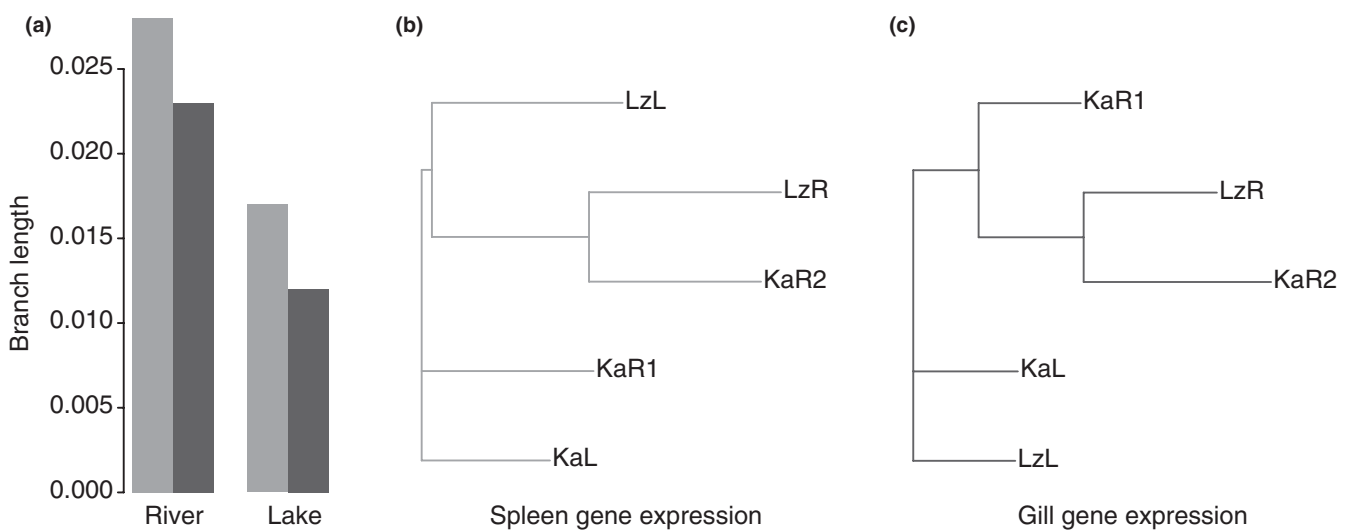 (a)
0.025
0.020
0.015
0.010
0.005
0.000
Branch length
River
Lake
(b)
LzL
LzR
KaR2
KaR1
KaL
Spleen gene expression
(c)
KaR1
LzR
KaR2
KaL
LzL
Gill gene expression